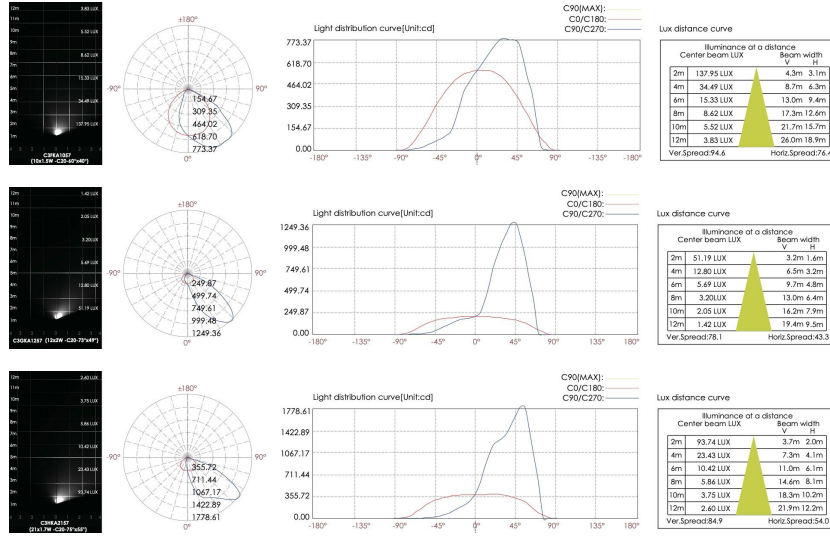 12m 3.83 LUX
11m
10m 5.52 LUX
9m
8m 8.62 LUX
7m
6m 15.33 LUX
5m
4m 34.49 LUX
3m
2m 137.95 LUX
1m
C3FKA1057
(10x1.5W -C20-60°x40°)
±180°
-90° 90°
154.67
309.35
464.02
618.70
773.37
0°
Light distribution curve[Unit:cd]
C90(MAX):
C0/C180:
C90/C270:
773.37
618.70
464.02
309.35
154.67
0.00
-180° -135° -90° -45° 0° 45° 90° 135° 180°
Lux distance curve
Illuminance at a distance
Center beam LUX Beam width
V H
2m 137.95 LUX 4.3m 3.1m
4m 34.49 LUX 8.7m 6.3m
6m 15.33 LUX 13.0m 9.4m
8m 8.62 LUX 17.3m 12.6m
10m 5.52 LUX 21.7m 15.7m
12m 3.83 LUX 26.0m 18.9m
Ver.Spread:94.6 Horiz.Spread:76.4
12m 1.42 LUX
11m
10m 2.05 LUX
9m
8m 3.20LUX
7m
6m 5.69 LUX
5m
4m 12.80 LUX
3m
2m 51.19 LUX
1m
C3GKA1257 (12x2W -C20-73°x49°)
±180°
-90° 90°
249.87
499.74
749.61
999.48
1249.36
0°
Light distribution curve[Unit:cd]
C90(MAX):
C0/C180:
C90/C270:
1249.36
999.48
749.61
499.74
249.87
0.00
-180° -135° -90° -45° 0° 45° 90° 135° 180°
Lux distance curve
Illuminance at a distance
Center beam LUX Beam width
V H
2m 51.19 LUX 3.2m 1.6m
4m 12.80 LUX 6.5m 3.2m
6m 5.69 LUX 9.7m 4.8m
8m 3.20LUX 13.0m 6.4m
10m 2.05 LUX 16.2m 7.9m
12m 1.42 LUX 19.4m 9.5m
Ver.Spread:78.1 Horiz.Spread:43.3
12m 2.60 LUX
11m
10m 3.75 LUX
9m
8m 5.86 LUX
7m
6m 10.42 LUX
5m
4m 23.43 LUX
3m
2m 93.74 LUX
1m
C3HKA2157
(21x1.7W -C20-75°x55°)
±180°
-90° 90°
355.72
711.44
1067.17
1422.89
1778.61
0°
Light distribution curve[Unit:cd]
C90(MAX):
C0/C180:
C90/C270:
1778.61
1422.89
1067.17
711.44
355.72
0.00
-180° -135° -90° -45° 0° 45° 90° 135° 180°
Lux distance curve
Illuminance at a distance
Center beam LUX Beam width
V H
2m 93.74 LUX 3.7m 2.0m
4m 23.43 LUX 7.3m 4.1m
6m 10.42 LUX 11.0m 6.1m
8m 5.86 LUX 14.6m 8.1m
10m 3.75 LUX 18.3m 10.2m
12m 2.60 LUX 21.9m 12.2m
Ver.Spread:84.9 Horiz.Spread:54.0